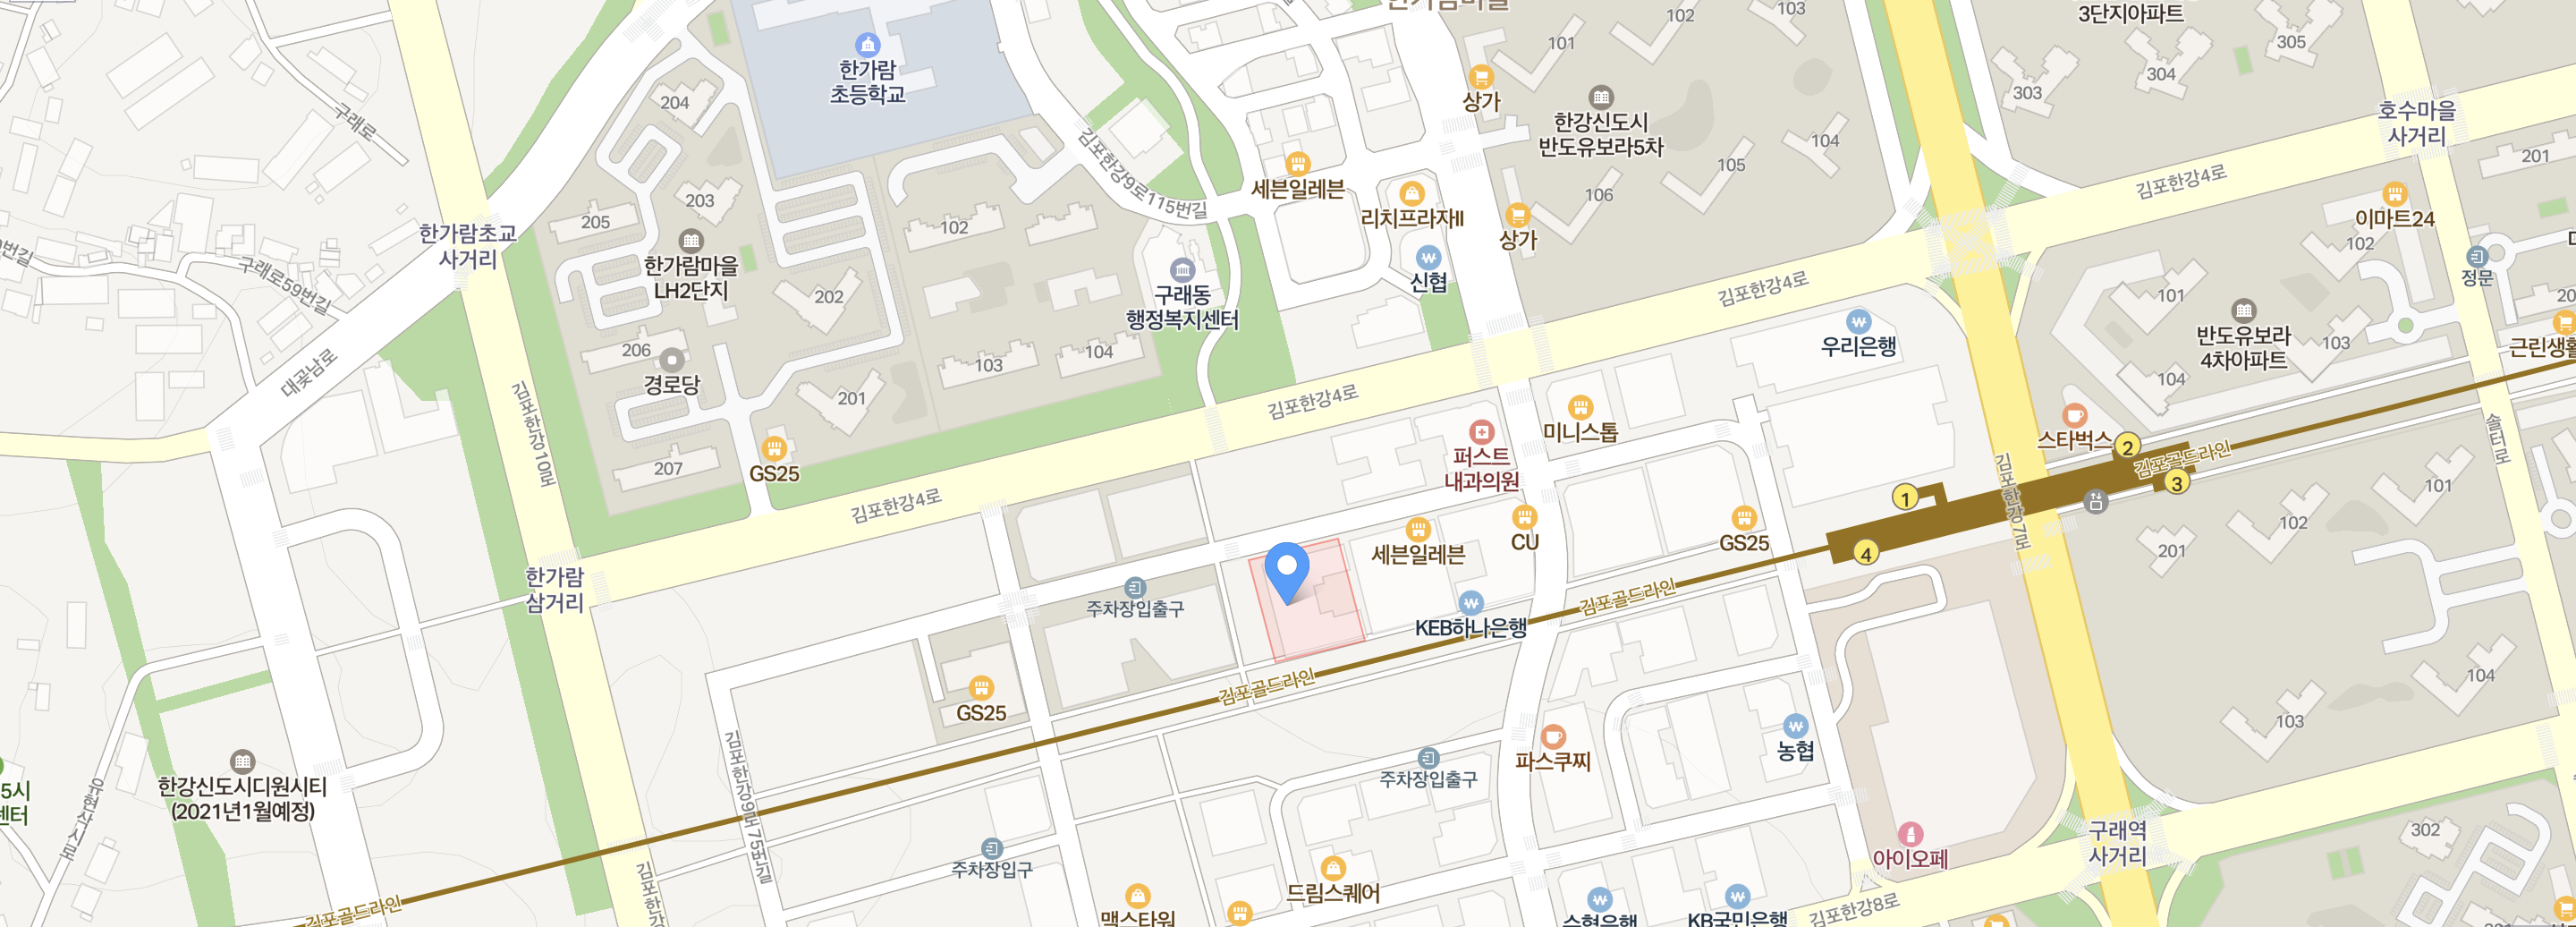 한가람마을
102
103
3단지아파트
한가람
초등학교
101
305
304
303
상가
204
구래로
한강신도시
반도유보라5차
104
호수마을
사거리
김포한강9로115번길
세븐일레븐
105
201
203
205
리치프라자II
106
김포한강4로
이마트24
102
한가람초교
사거리
102
상가
한가람마을
LH2단지
구래로59번길
신협
정문
202
구래동
행정복지센터
김포한강4로
101
우리은행
반도유보라
4차아파트
103
근린생활
206
경로당
103
104
104
대곶남로
201
김포한강4로
김포한강10로
미니스톱
스타벅스
2
솔터로
207
GS25
퍼스트
내과의원
김포골드라인
3
101
김포한강4로
1
김포한강7로
102
세븐일레븐
CU
GS25
4
201
한가람
삼거리
주차장입출구
김포골드라인
KEB하나은행
104
김포골드라인
GS25
103
농협
파스쿠찌
주차장입출구
김포한강9로75번길
한강신도시디원시티
(2021년1월예정)
5시
센터
유현삭시로
302
구래역
사거리
아이오페
주차장입구
드림스퀘어
김포골드라인
맥스타워
수협은행
KB국민은행
김포한강8로